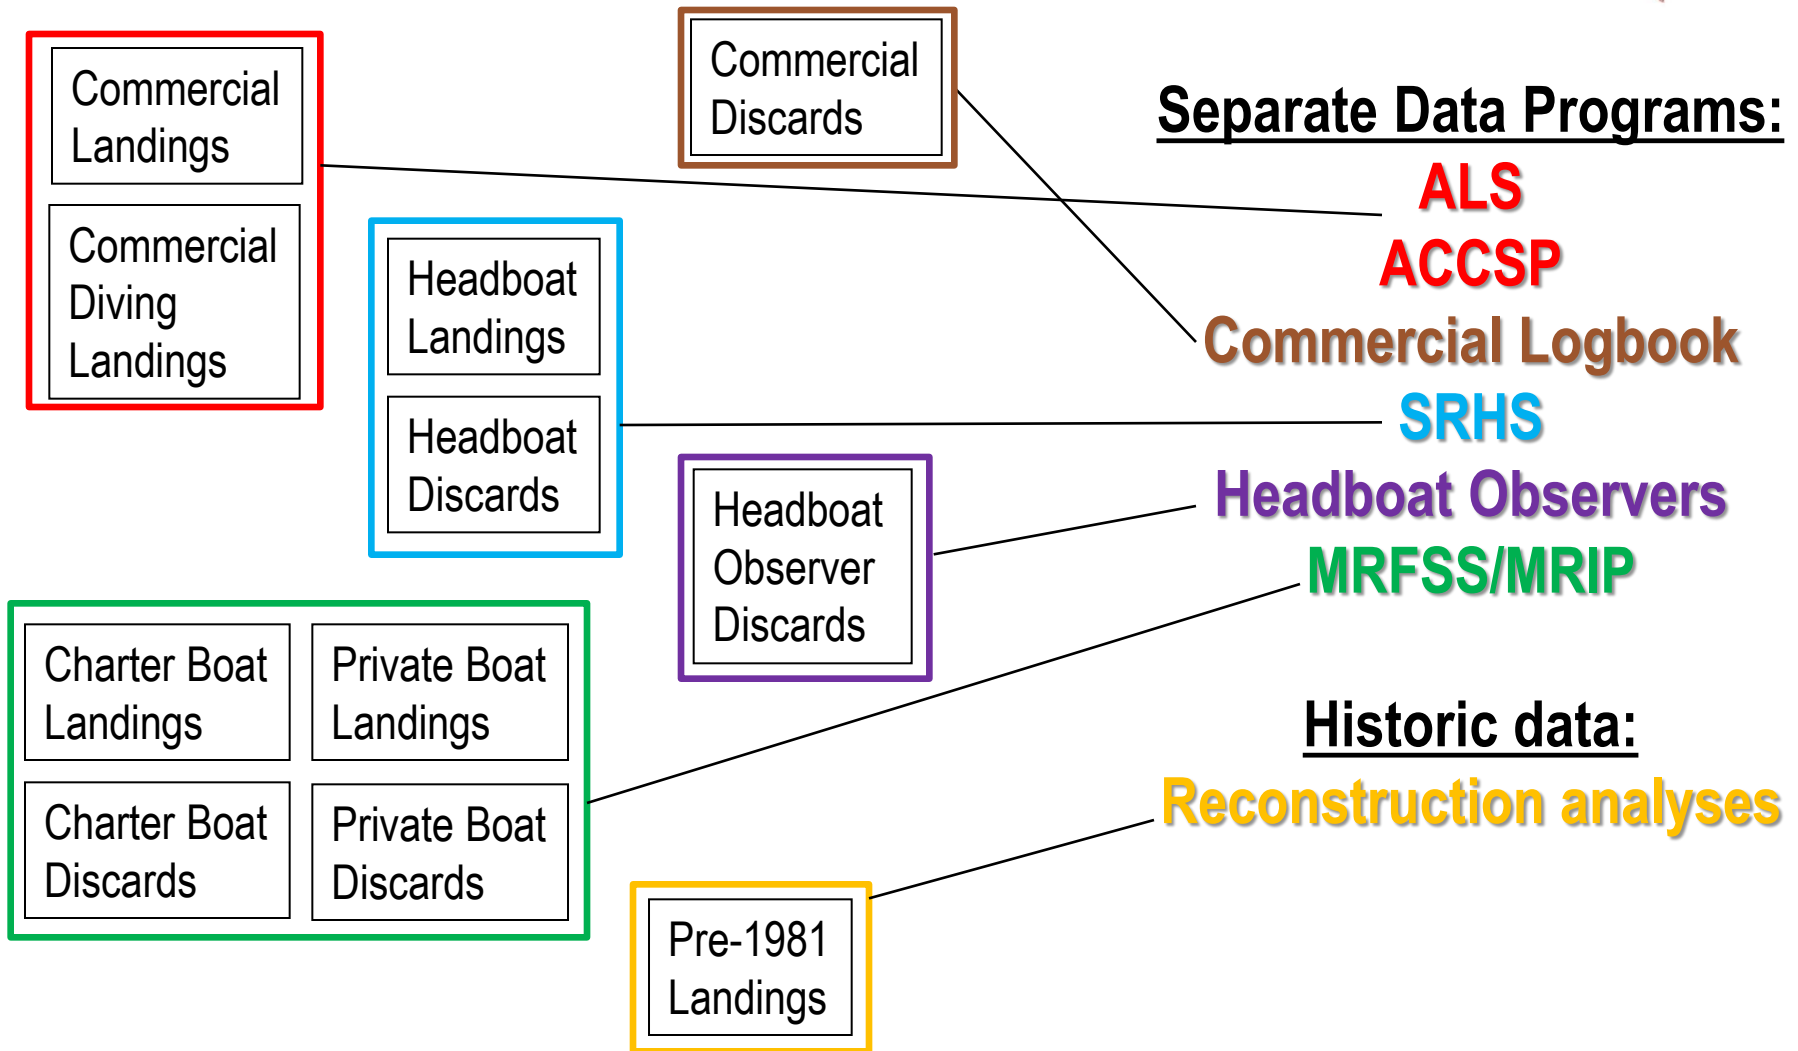 Commercial
Landings
Commercial
Diving
Landings
Commercial
Discards
Headboat
Landings
Headboat
Discards
Headboat
Observer
Discards
Charter Boat
Landings
Private Boat
Landings
Charter Boat
Discards
Private Boat
Discards
Pre-1981
Landings
Separate Data Programs:
ALS
ACCSP
Commercial Logbook
SRHS
Headboat Observers
MRFSS/MRIP
Historic data:
Reconstruction analyses